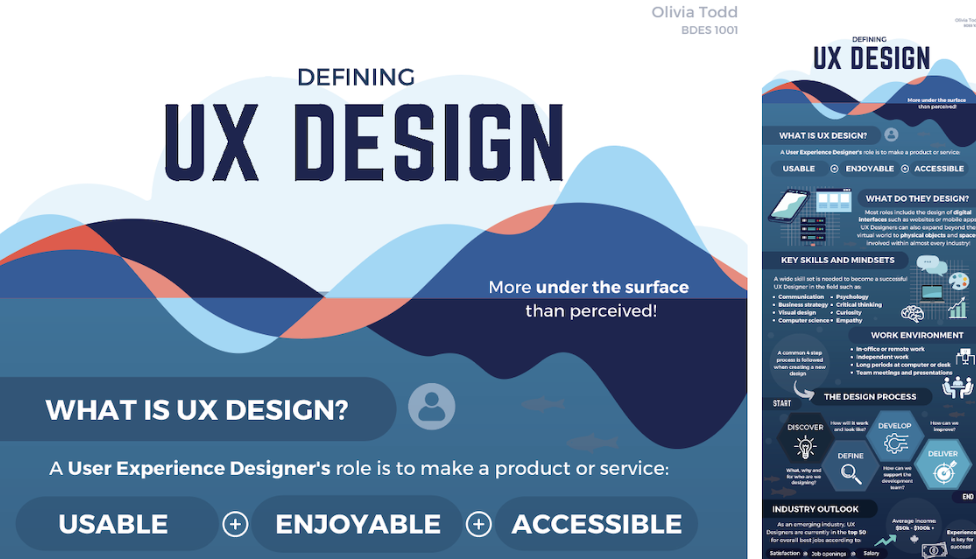 Olivia Todd
BDES 1001
DEFINING
UX DESIGN
More under the surface
than perceived!
WHAT IS UX DESIGN?
A User Experience Designer's role is to make a product or service:
USABLE
ENJOYABLE
ACCESSIBLE
DEFINING
UX DESIGN
More under the surface
than perceived!
WHAT IS UX DESIGN?
A User Experience Designer's role is to make a product or service:
USABLE
ENJOYABLE
ACCESSIBLE
WHAT DO THEY DESIGN?
Most roles include the design of digital
interfaces such as websites or mobile apps
UX Designers can also expand beyond the
virtual world to physical objects and space
involved within almost every industry
KEY SKILLS AND MINDSETS
A wide skill set is needed to become a successful
UX Designer in the field such as
• Communication
• Business strategy
• Visual design
• Computer science
• Psychology
• Critical thinking
• Curiosity
• Empathy
WORK ENVIRONMENT
• In-office or remote work
• Independent work
• Long periods at computer or desk
• Team meetings and presentations
A common 4 step
process is followed
when creating a new
design
THE DESIGN PROCESS
START
DISCOVER
What, why and
for who are we
designing?
How will it work
and look like?
DEFINE
DEVELOP
How can we
support the
development
team?
How can we
improve?
DELIVER
END
INDUSTRY OUTLOOK
As an emerging industry, UX
Designers are in the top 50
for overall best jobs according to
Satisfaction
Job openings
Salary
Average Income
$50k - $100k +
Experience
is key for
success